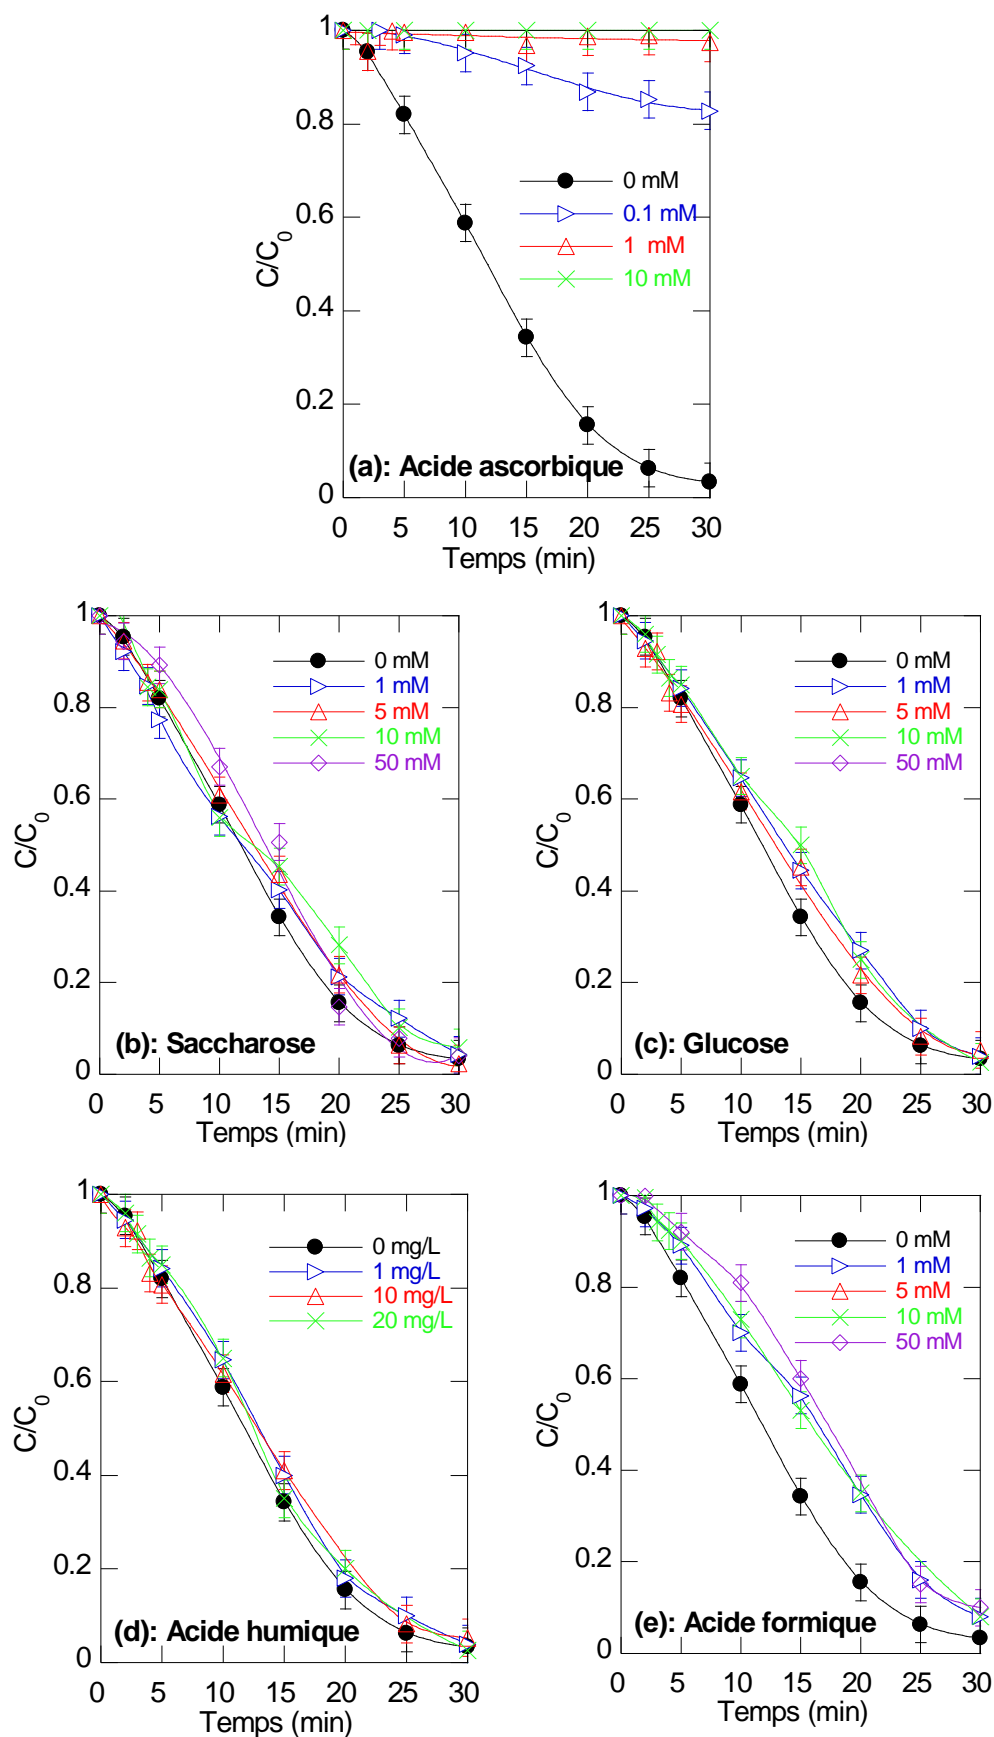 1
0.8
0.6
0.4
0.2
0
C/C0
0 mM
0.1 mM
1 mM
10 mM
(a): Acide ascorbique
0 5 10 15 20 25 30
Temps (min)
1
0.8
0.6
0.4
0.2
0
C/C0
0 mM
1 mM
5 mM
10 mM
50 mM
(b): Saccharose
0 5 10 15 20 25 30
Temps (min)
1
0.8
0.6
0.4
0.2
0
C/C0
0 mM
1 mM
5 mM
10 mM
50 mM
(c): Glucose
0 5 10 15 20 25 30
Temps (min)
1
0.8
0.6
0.4
0.2
0
C/C0
0 mg/L
1 mg/L
10 mg/L
20 mg/L
(d): Acide humique
0 5 10 15 20 25 30
Temps (min)
1
0.8
0.6
0.4
0.2
0
C/C0
0 mM
1 mM
5 mM
10 mM
50 mM
(e): Acide formique
0 5 10 15 20 25 30
Temps (min)